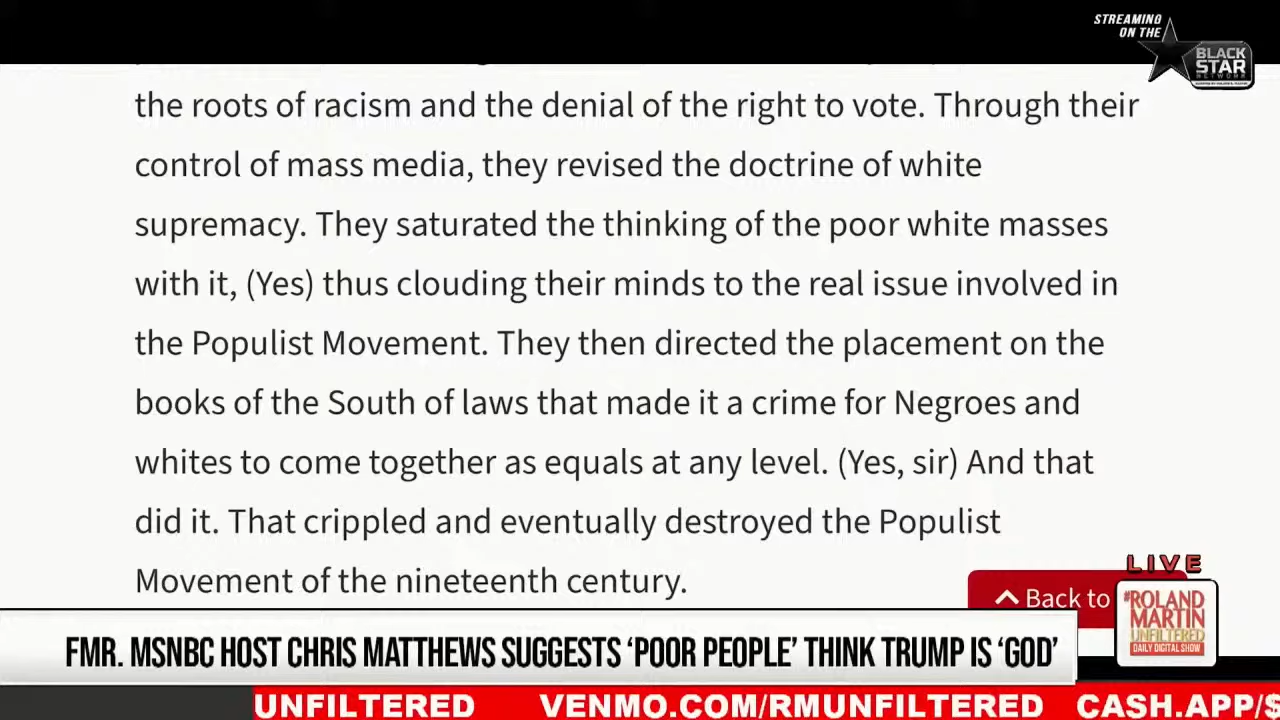 STREAMING
ON THE
BLACK
STAR
NETWORK
the roots of racism and the denial of the right to vote. Through their
control of mass media, they revised the doctrine of white
supremacy. They saturated the thinking of the poor white masses
with it, (Yes) thus clouding their minds to the real issue involved in
the Populist Movement. They then directed the placement on the
books of the South of laws that made it a crime for Negroes and
whites to come together as equals at any level. (Yes, sir) And that
did it. That crippled and eventually destroyed the Populist
Movement of the nineteenth century.
Back to
LIVE
#ROLAND
MARTIN
UNFILTERED
DAILY DIGITAL SHOW
FMR. MSNBC HOST CHRIS MATTHEWS SUGGESTS ‘POOR PEOPLE’ THINK TRUMP IS ‘GOD’
UNFILTERED VENMO.COM/RMUNFILTERED CASH.APP/$